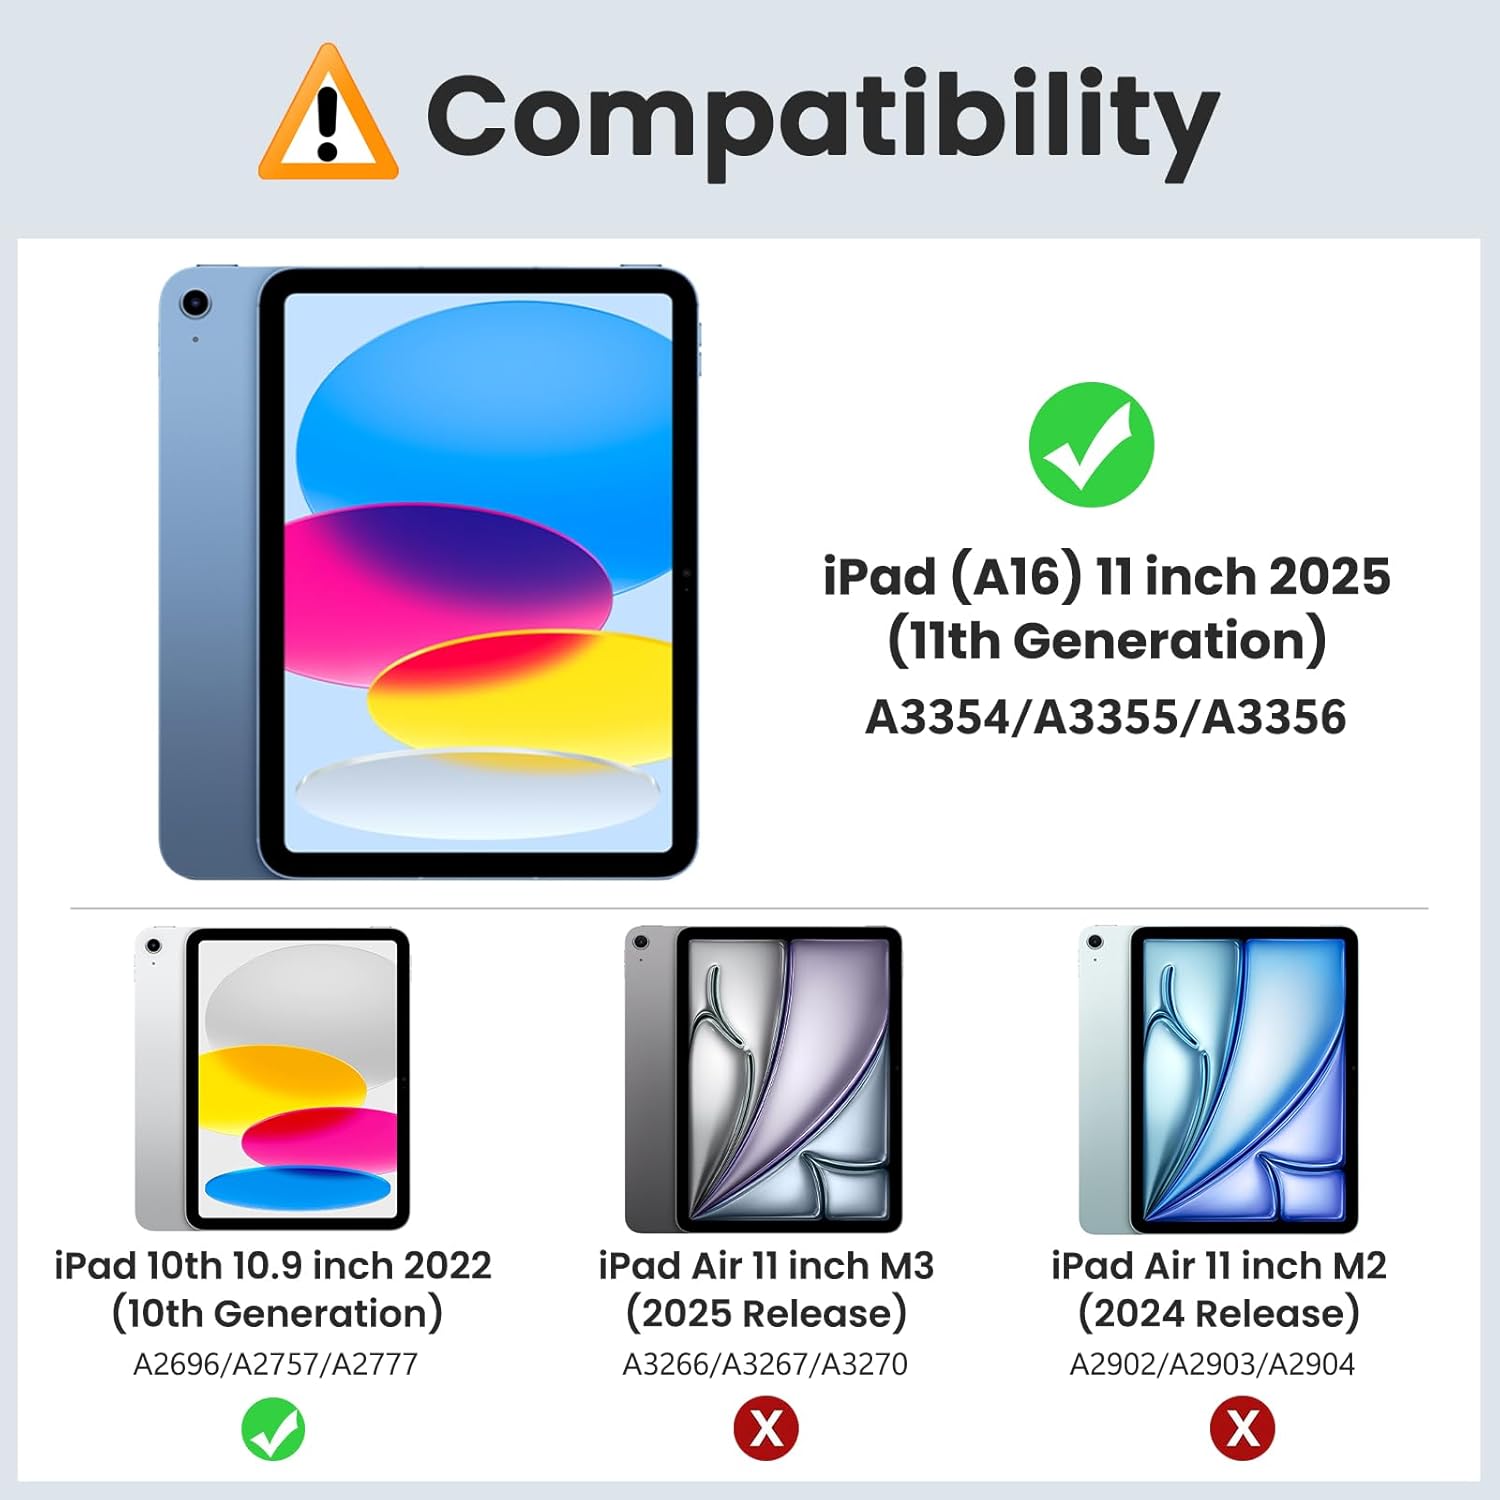 Compatibility
iPad (A16) 11 inch 2025
(11th Generation)
A3354/A3355/A3356
iPad 10th 10.9 inch 2022
(10th Generation)
A2696/A2757/A2777
iPad Air 11 inch M3
(2025 Release)
A3266/A3267/A3270
X
iPad Air 11 inch M2
(2024 Release)
A2902/A2903/A2904
X